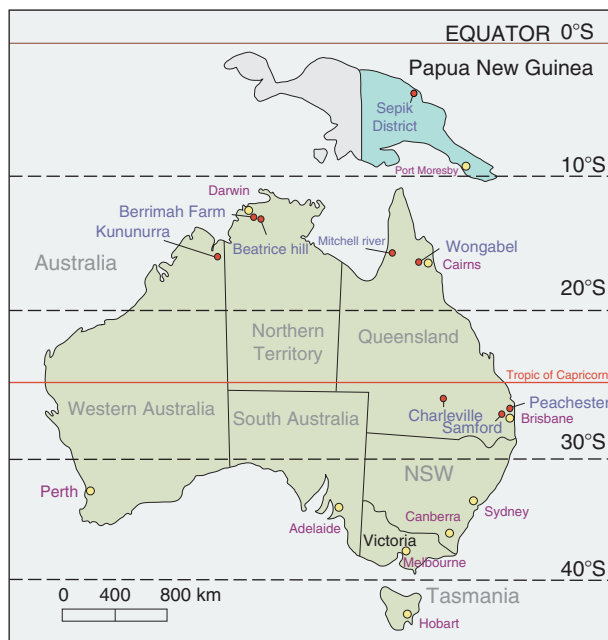 EQUATOR 0°S
Papua New Guinea
Sepik
District
Port Moresby
10°S
Darwin
Berrimah Farm
Kununurra
Beatrice hill
Mitchell river
Wongabel
Cairns
Australia
20°S
Northern
Territory
Queensland
Tropic of Capricorn
Western Australia
South Australia
Charleville
Peachester
Samford
Brisbane
30°S
NSW
Perth
Adelaide
Canberra
Sydney
Victoria
Melbourne
40°S
0 400 800 km
Tasmania
Hobart